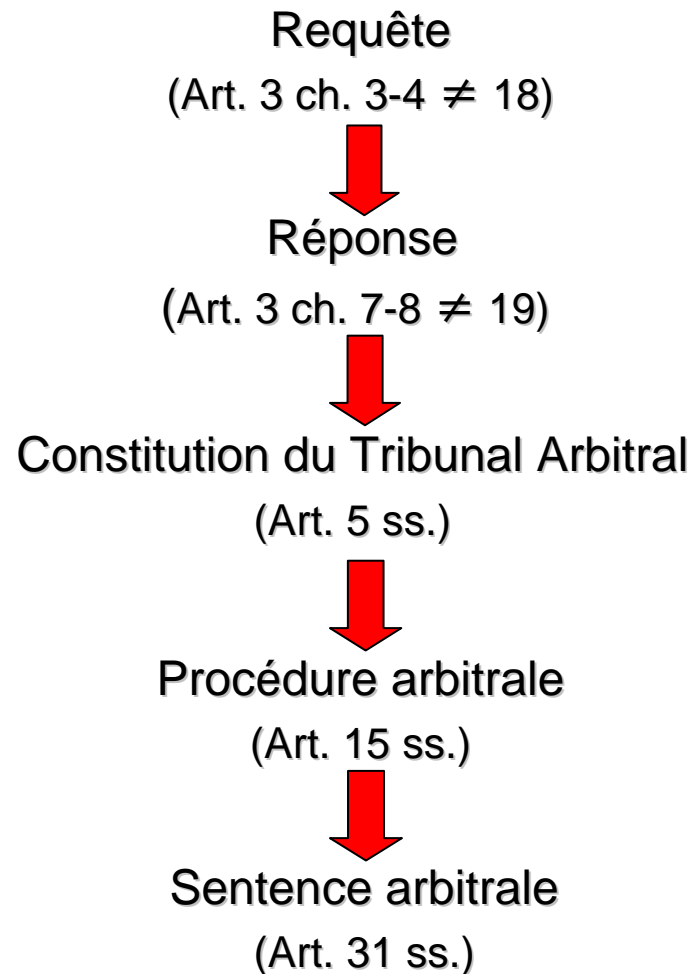 Requête
(Art. 3 ch. 3-4 ≠ 18)
Réponse
(Art. 3 ch. 7-8 ≠ 19)
Constitution du Tribunal Arbitral
(Art. 5 ss.)
Procédure arbitrale
(Art. 15 ss.)
Sentence arbitrale
(Art. 31 ss.)